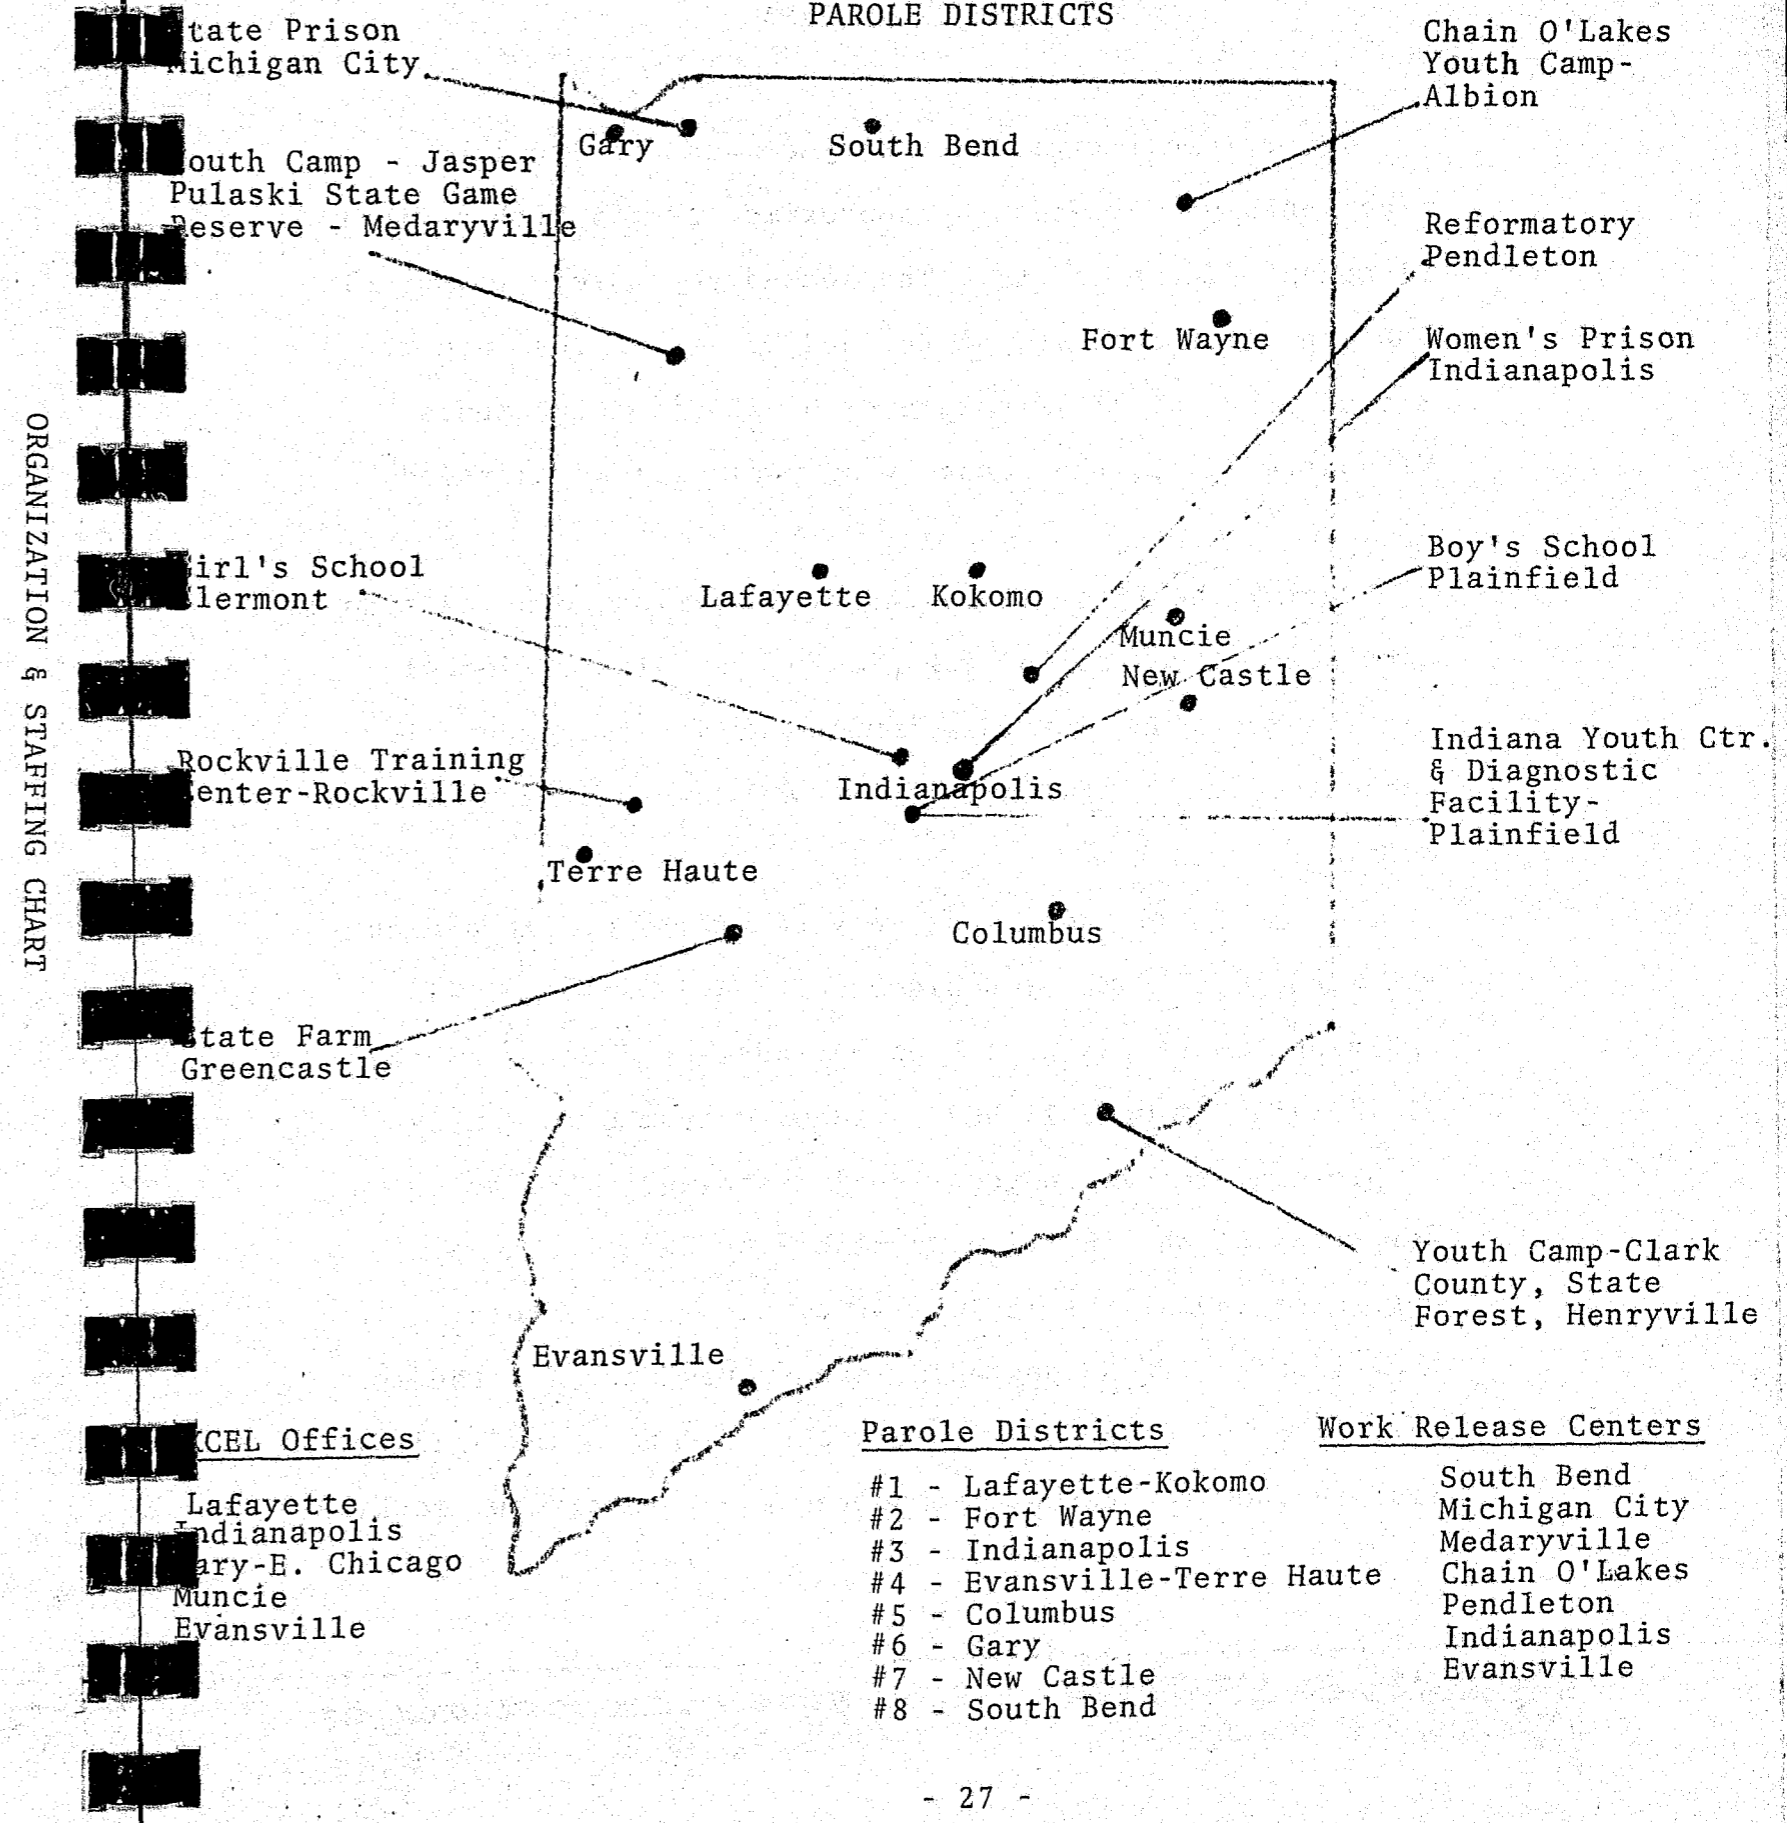 PAROLE DISTRICTS
tate Prison
Michigan City
Chain O'Lakes
Youth Camp-
Albion
Gary
South Bend
outh Camp - Jasper
Pulaski State Game
Reserve - Medaryville
Reformatory
Pendleton
Fort Wayne
Women's Prison
Indianapolis
ORGANIZATION & STAFFING CHART
irl's School
lermont
Lafayette
Kokomo
Boy's School
Plainfield
Muncie
New Castle
Rockville Training
enter-Rockville
Indianapolis
Indiana Youth Ctr.
& Diagnostic
Facility-
Plainfield
Terre Haute
Columbus
tate Farm
Greencastle
Youth Camp-Clark
County, State
Forest, Henryville
Evansville
CEL Offices
Lafayette
Indianapolis
ary-E. Chicago
Muncie
Evansville
Parole Districts
#1 - Lafayette-Kokomo
#2 - Fort Wayne
#3 - Indianapolis
#4 - Evansville-Terre Haute
#5 - Columbus
#6 - Gary
#7 - New Castle
#8 - South Bend
Work Release Centers
South Bend
Michigan City
Medaryville
Chain O'Lakes
Pendleton
Indianapolis
Evansville
- 27 -